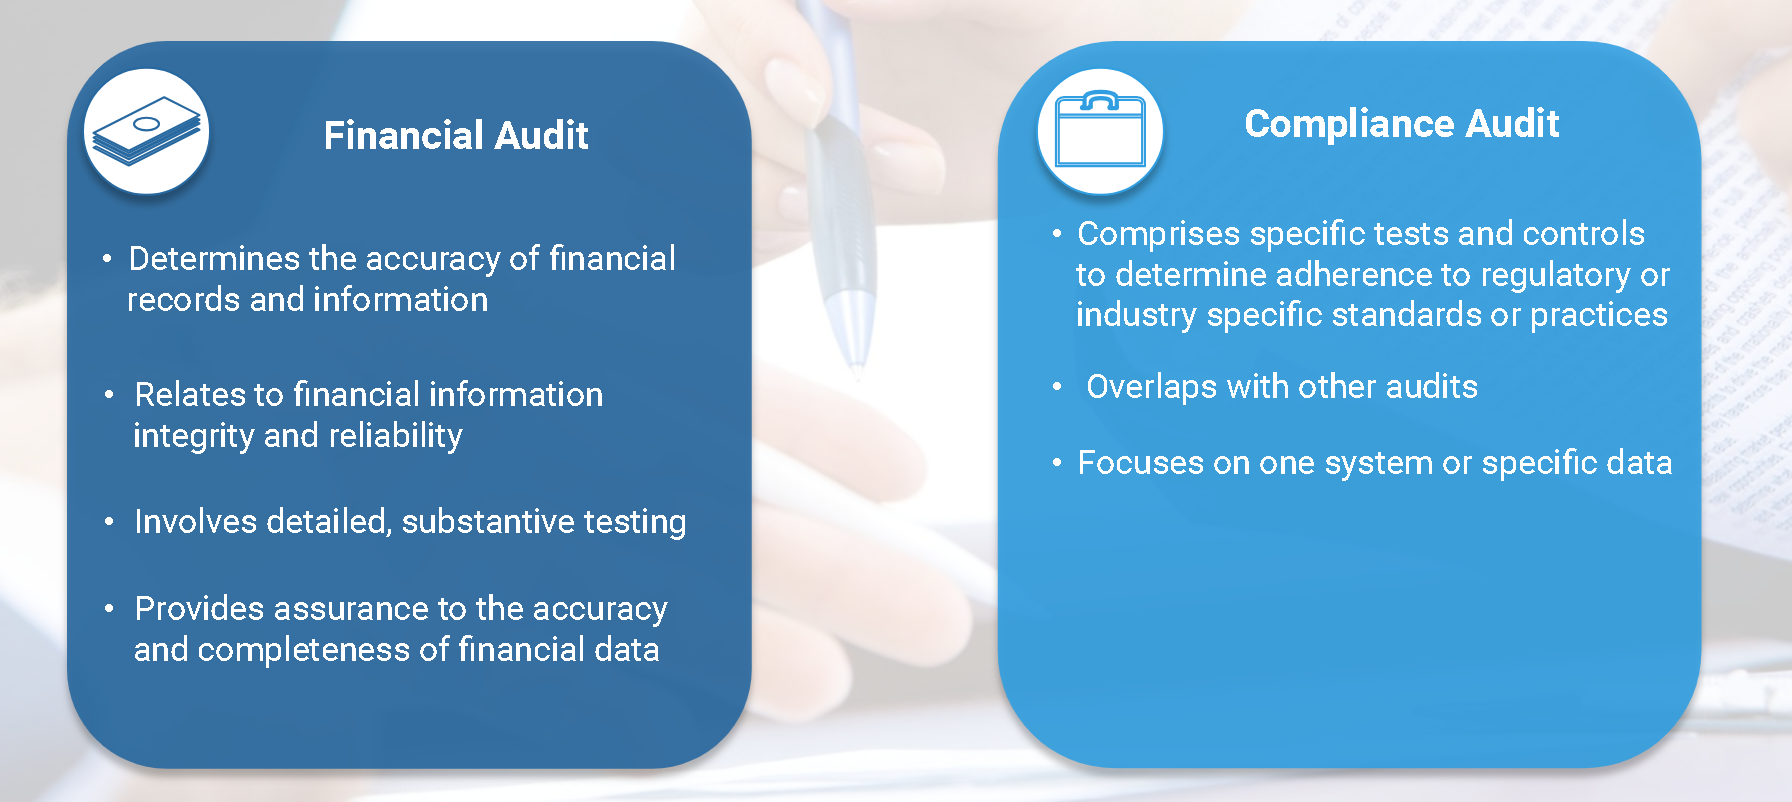 Financial Audit
• Determines the accuracy of financial
records and information
• Relates to financial information
integrity and reliability
• Involves detailed, substantive testing
• Provides assurance to the accuracy
and completeness of financial data
Compliance Audit
• Comprises specific tests and controls
to determine adherence to regulatory or
industry specific standards or practices
• Overlaps with other audits
• Focuses on one system or specific data